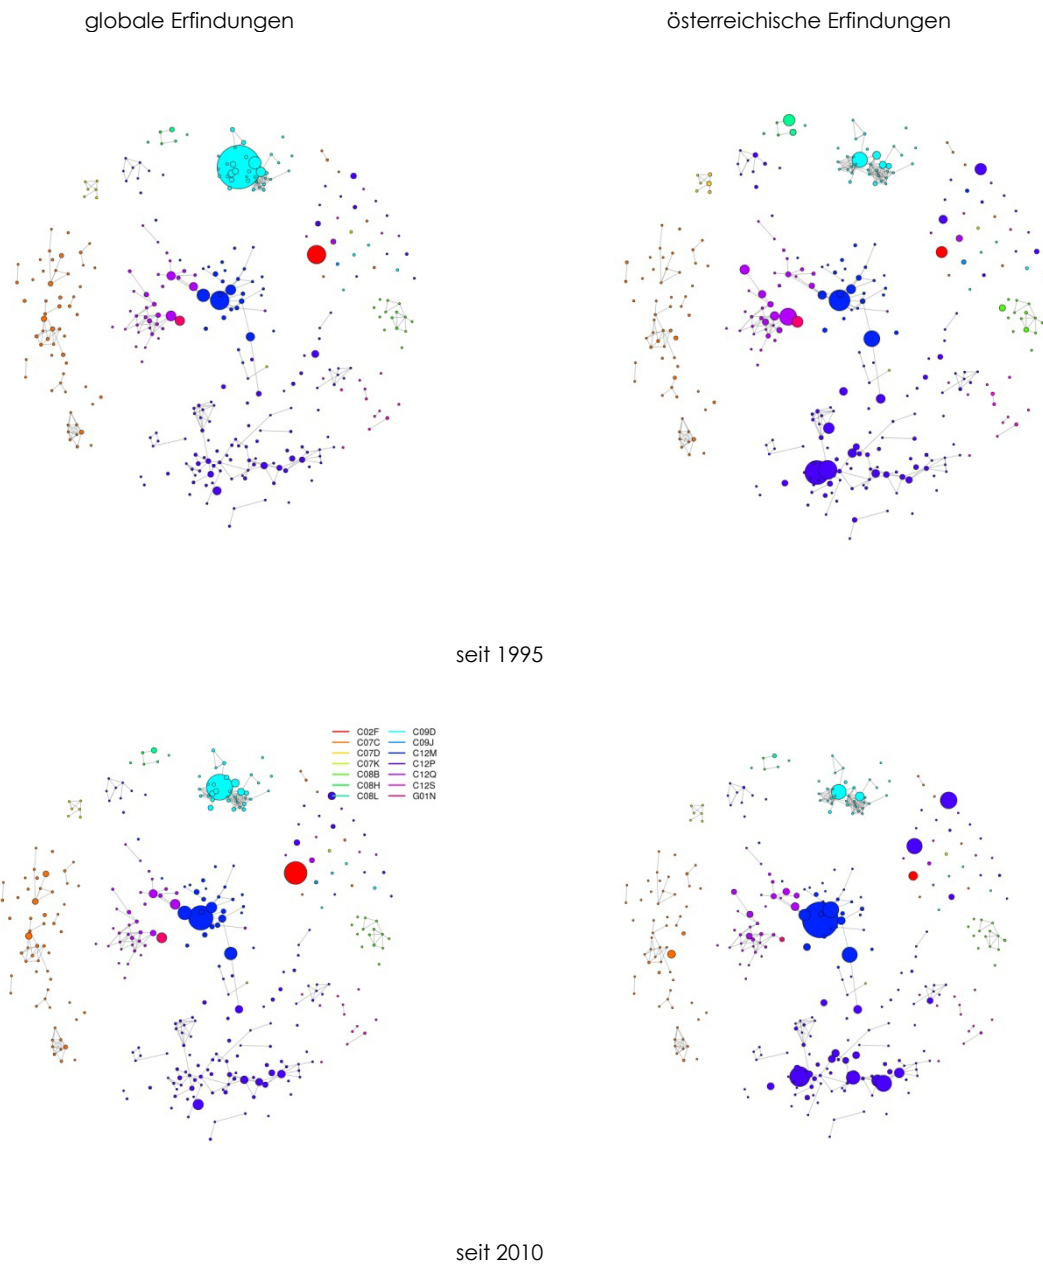 globale Erfindungen
österreichische Erfindungen
seit 1995
C02F C09D
C07C C09J
C07D C12M
C07K C12P
C08B C12Q
C08H C12S
C08L G01N
seit 2010